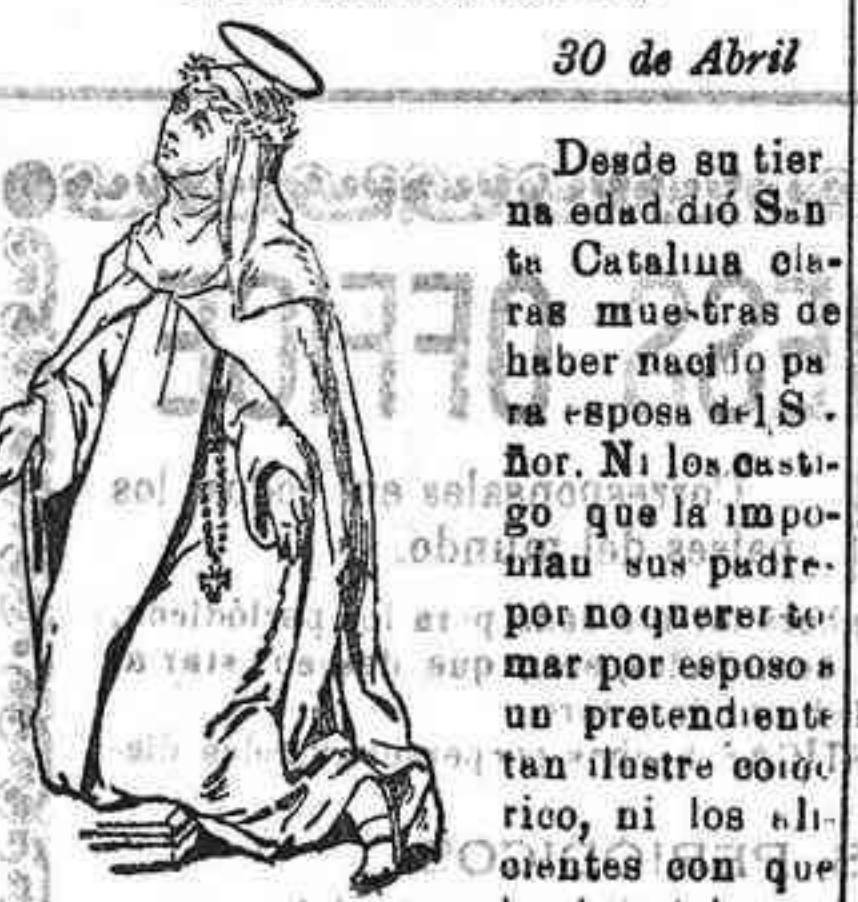 30 de Abril
Desde su tier
na edad dió San
ta Catalina cla-
ras muestras de
haber nacido pa
ra esposa del S
ñor. Ni los casti-
go que la impo-
nían sus padre
por no querer to
mar por esposo a
un pretendiente
tan ilustre como
rico, ni los ali-
cientes con que